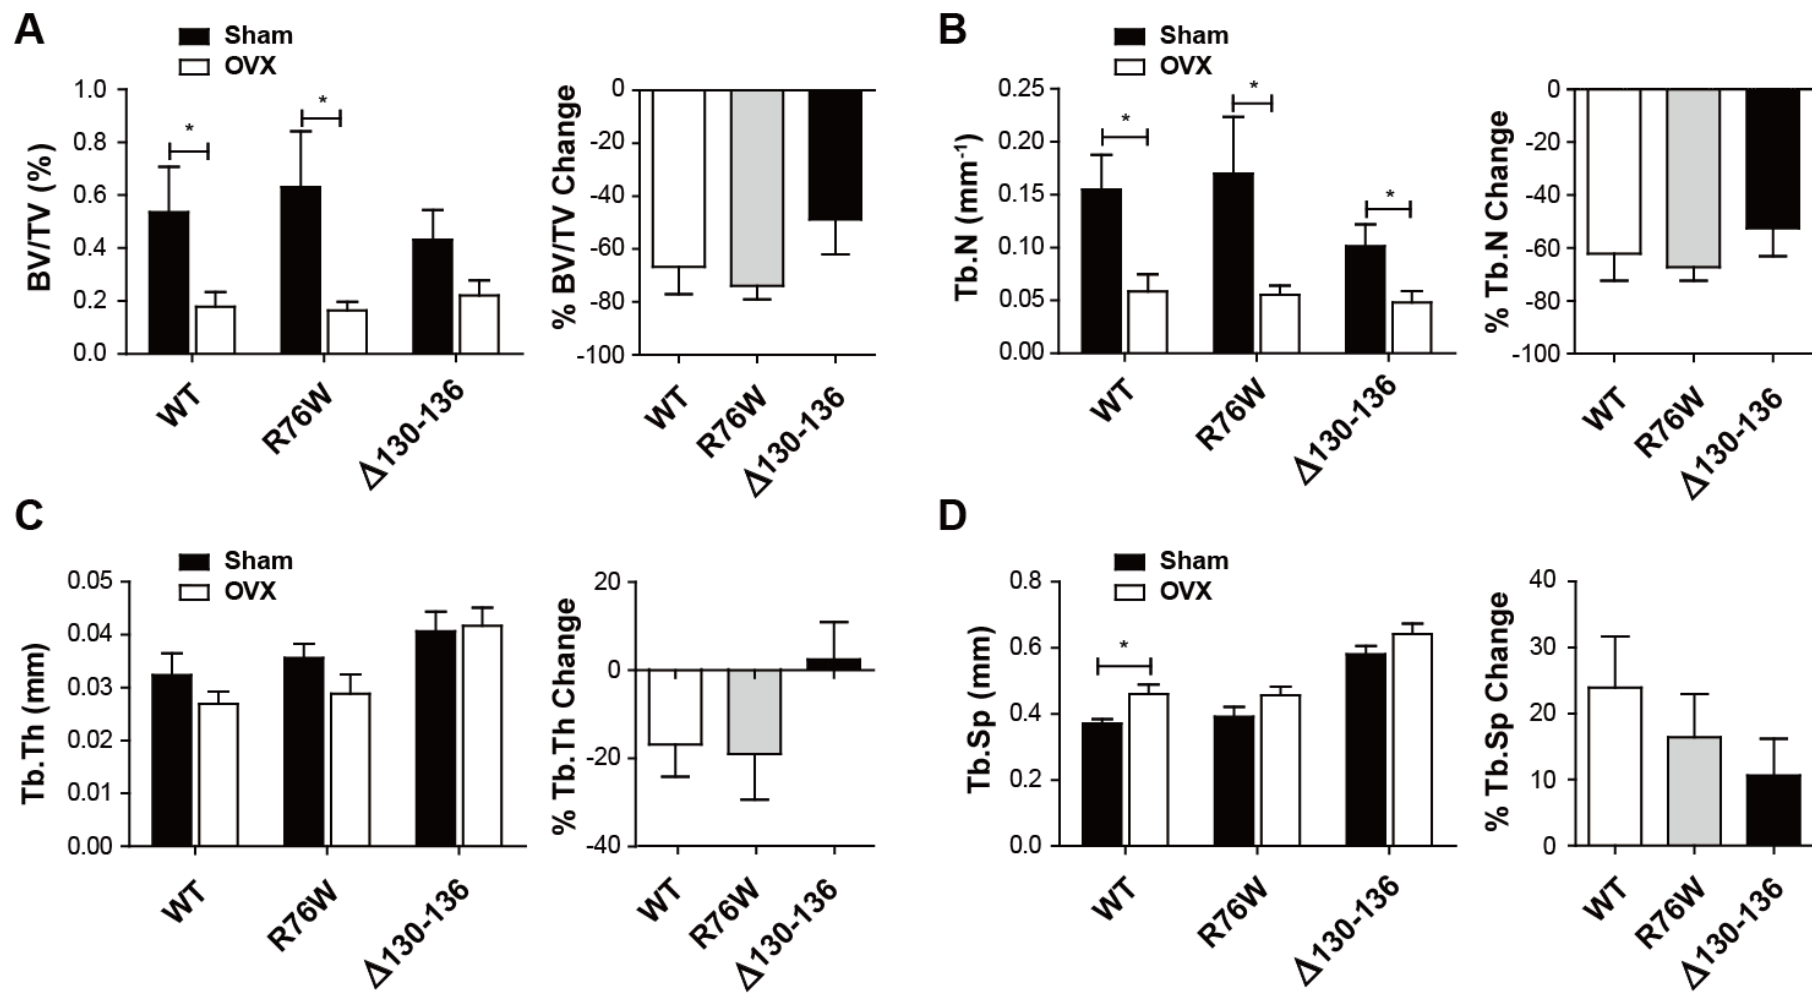 A
Sham
OVX
BV/TV (%)
1.0
0.8
0.6
0.4
0.2
0.0
*
*
WT
R76W
Δ130-136
% BV/TV Change
0
-20
-40
-60
-80
-100
WT
R76W
Δ130-136
B
Sham
OVX
Tb.N (mm⁻¹)
0.25
0.20
0.15
0.10
0.05
0.00
*
*
*
WT
R76W
Δ130-136
% Tb.N Change
0
-20
-40
-60
-80
-100
WT
R76W
Δ130-136
C
Sham
OVX
Tb.Th (mm)
0.05
0.04
0.03
0.02
0.01
0.00
WT
R76W
Δ130-136
% Tb.Th Change
20
0
-20
-40
WT
R76W
Δ130-136
D
Sham
OVX
Tb.Sp (mm)
0.8
0.6
0.4
0.2
0.0
*
WT
R76W
Δ130-136
% Tb.Sp Change
40
30
20
10
0
WT
R76W
Δ130-136